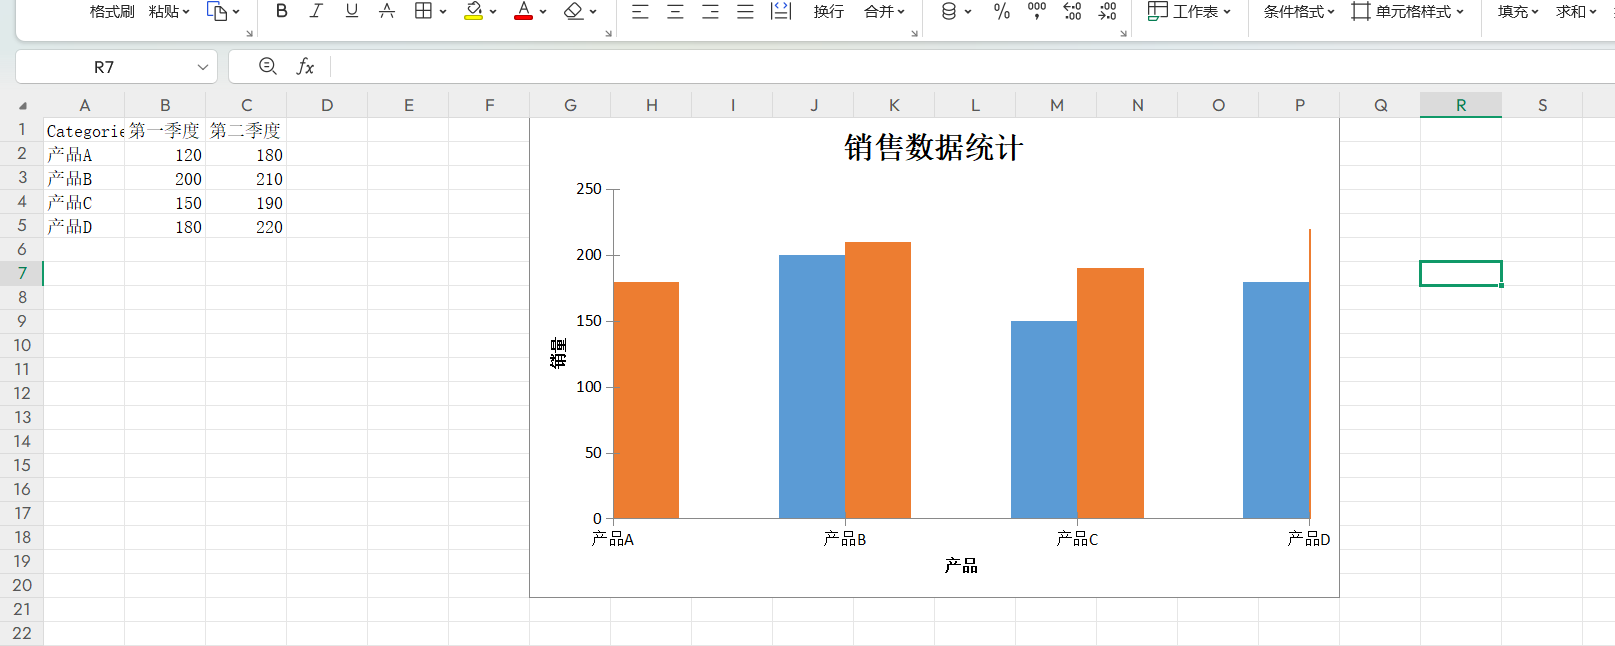 格式刷 粘贴 B I U A A 换行 合并 % 000 .00 .00 工作表 条件格式 单元格样式 填充 求和
R7 fx
A B C D E F G H I J K L M N O P Q R S
1 Categorie 第一季度 第二季度
2 产品A 120 180
3 产品B 200 210
4 产品C 150 190
5 产品D 180 220
6
7
8
9
10
11
12
13
14
15
16
17
18
19
20
21
22
销售数据统计
250
200
150
100
50
0
销量
产品A 产品B 产品C 产品D
产品